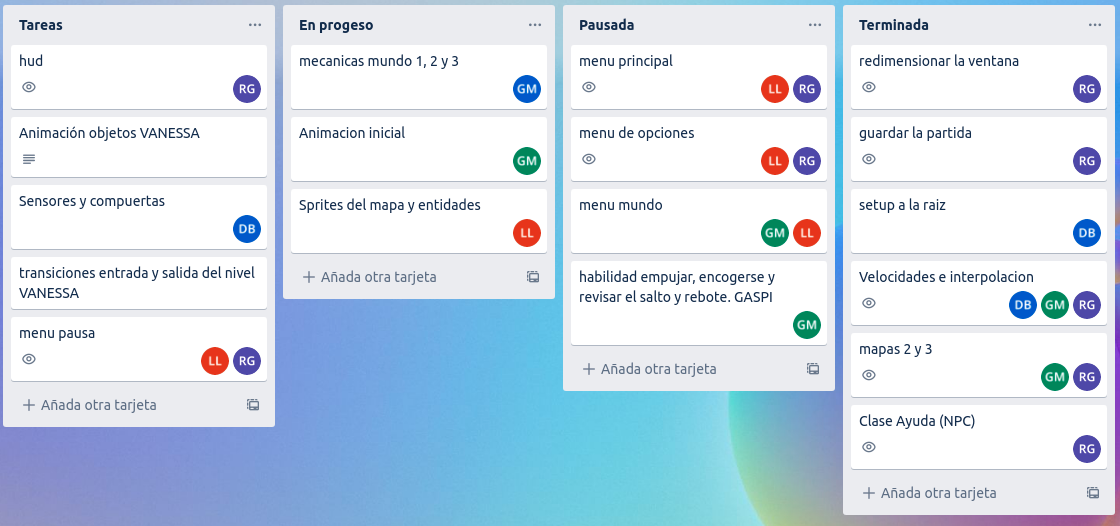 Tareas
hud
RG
Animación objetos VANESSA
Sensores y compuertas
DB
transiciones entrada y salida del nivel
VANESSA
menu pausa
LL RG
+ Añada otra tarjeta
En progeso
mecanicas mundo 1, 2 y 3
GM
Animacion inicial
GM
Sprites del mapa y entidades
LL
+ Añada otra tarjeta
Pausada
menu principal
LL RG
menu de opciones
LL RG
menu mundo
GM LL
habilidad empujar, encogerse y
revisar el salto y rebote. GASPI
GM
+ Añada otra tarjeta
Terminada
redimensionar la ventana
RG
guardar la partida
RG
setup a la raiz
DB
Velocidades e interpolacion
DB GM RG
mapas 2 y 3
GM RG
Clase Ayuda (NPC)
RG
+ Añada otra tarjeta